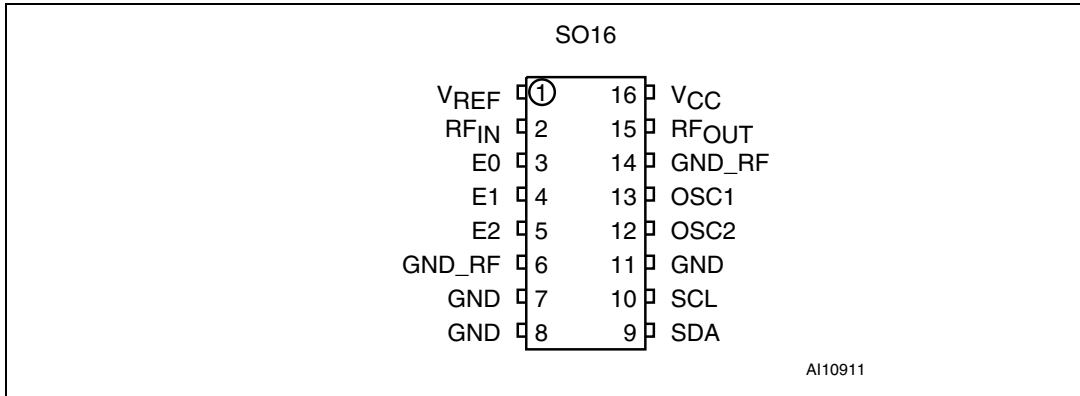 SO16
VREF 1 16 VCC
RFIN 2 15 RFOUT
E0 3 14 GND_RF
E1 4 13 OSC1
E2 5 12 OSC2
GND_RF 6 11 GND
GND 7 10 SCL
GND 8 9 SDA
AI10911